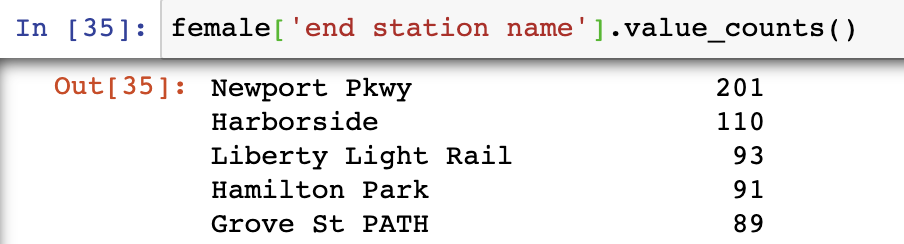 In [35]: female['end station name'].value_counts()
Out[35]: Newport Pkwy 201
Harborside 110
Liberty Light Rail 93
Hamilton Park 91
Grove St PATH 89